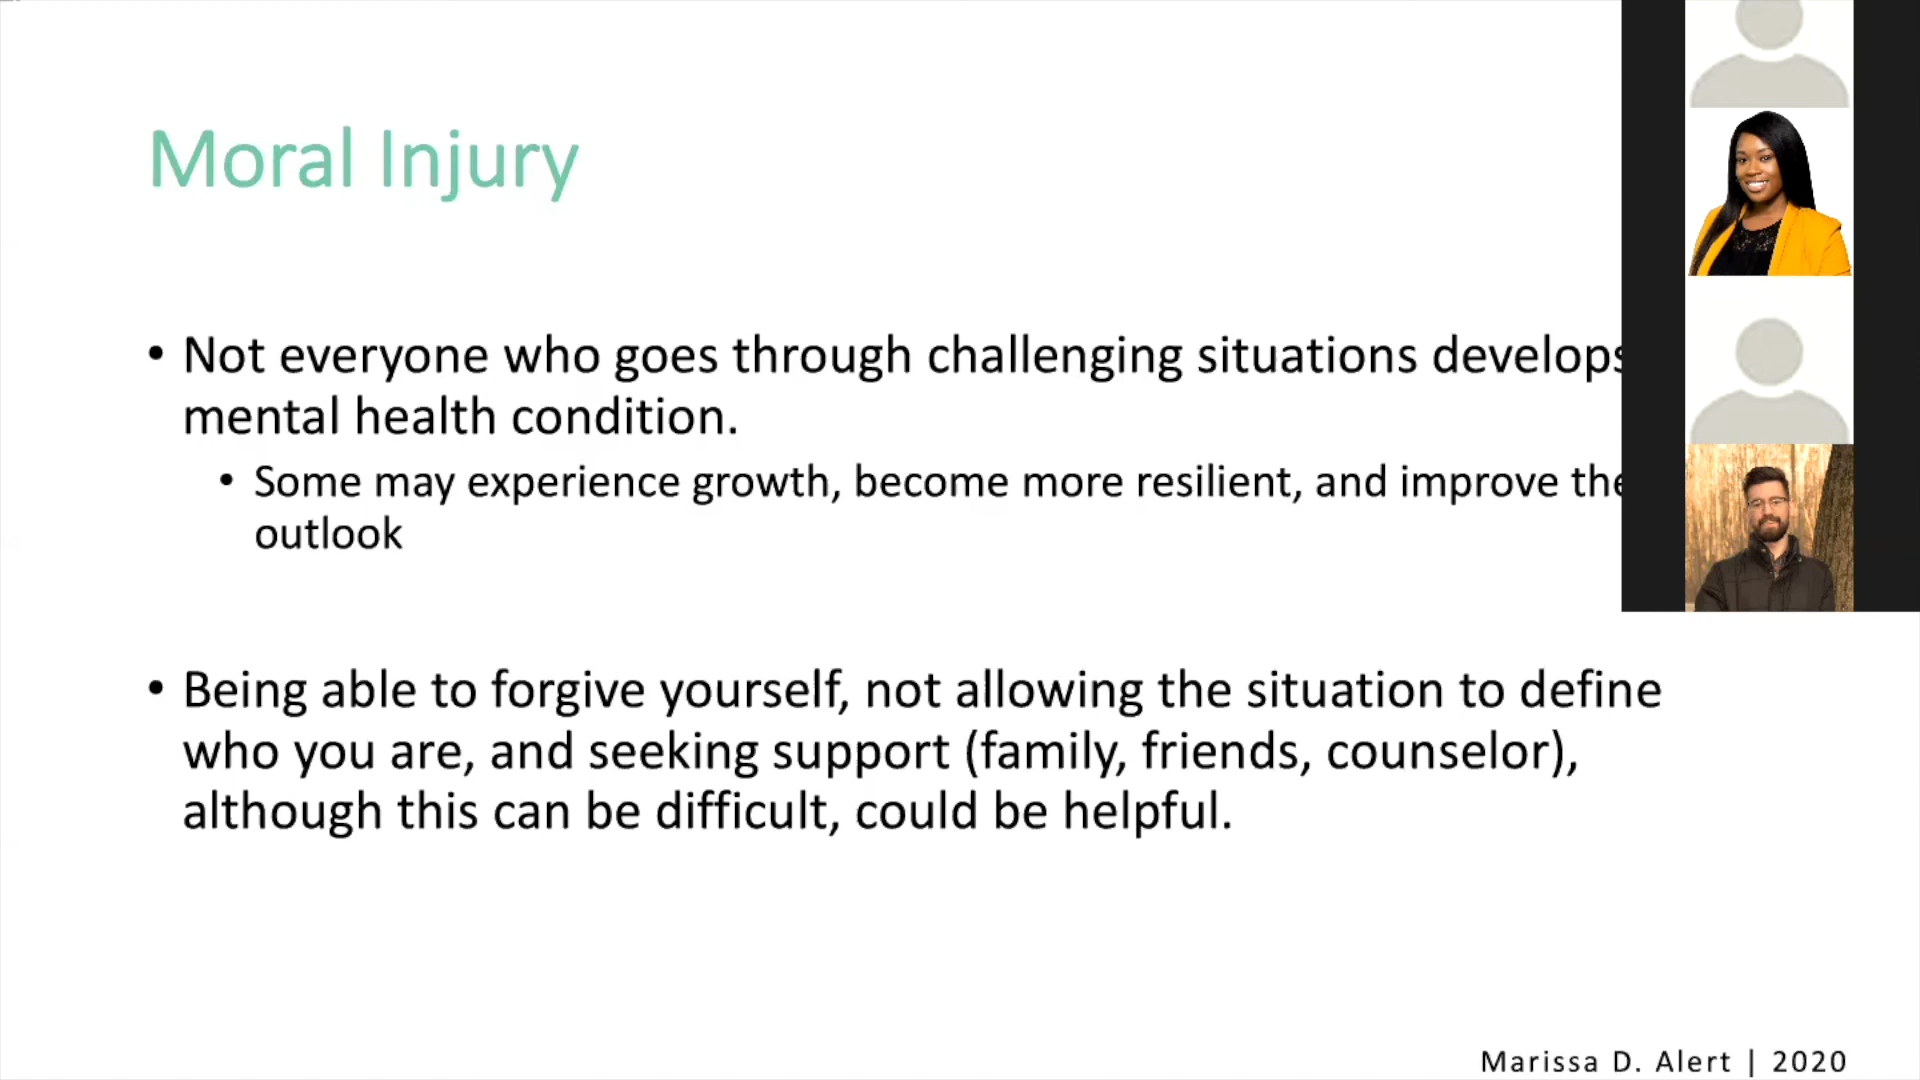 Moral Injury
• Not everyone who goes through challenging situations develops
mental health condition.
• Some may experience growth, become more resilient, and improve
outlook
• Being able to forgive yourself, not allowing the situation to define
who you are, and seeking support (family, friends, counselor),
although this can be difficult, could be helpful.
Marissa D. Alert | 2020